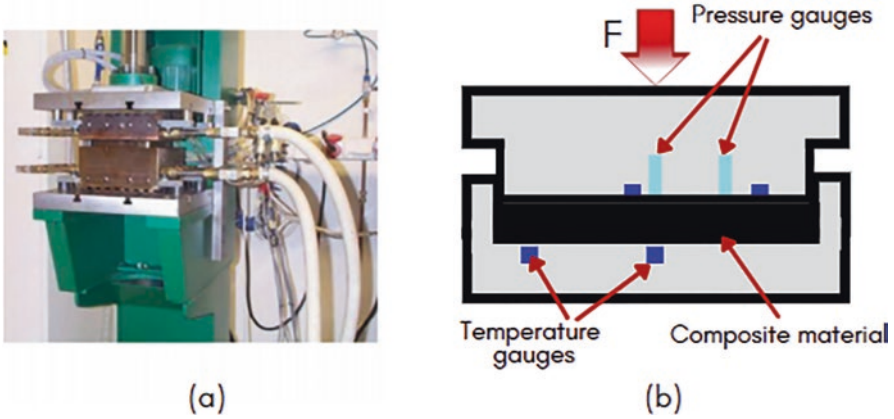 Pressure gauges
F
Temperature
gauges
Composite material
(a)
(b)